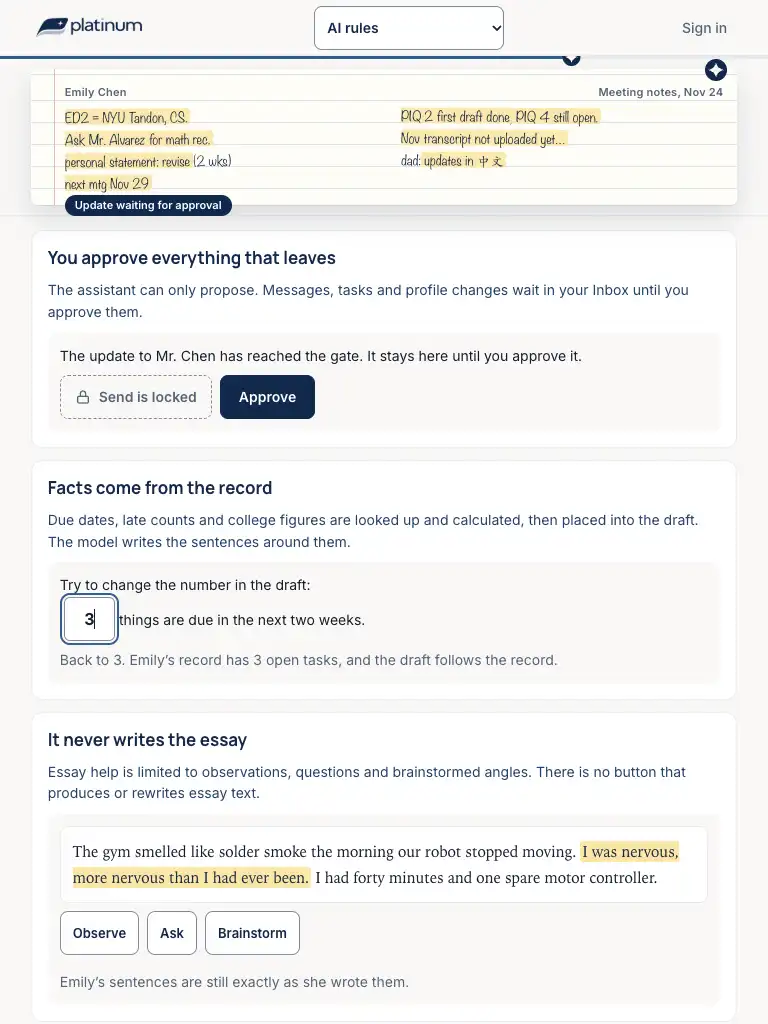 platinum
AI rules
Sign in
Emily Chen
Meeting notes, Nov 24
ED2 = NYU Tandon, CS.
Ask Mr. Alvarez for math rec.
personal statement: revise (2 wks)
next mtg Nov 29
PIQ 2 first draft done, PIQ 4 still open.
Nov transcript not uploaded yet...
dad: updates in 中文
Update waiting for approval
You approve everything that leaves
The assistant can only propose. Messages, tasks and profile changes wait in your Inbox until you
approve them.
The update to Mr. Chen has reached the gate. It stays here until you approve it.
Send is locked
Approve
Facts come from the record
Due dates, late counts and college figures are looked up and calculated, then placed into the draft.
The model writes the sentences around them.
Try to change the number in the draft:
3 things are due in the next two weeks.
Back to 3. Emily’s record has 3 open tasks, and the draft follows the record.
It never writes the essay
Essay help is limited to observations, questions and brainstormed angles. There is no button that
produces or rewrites essay text.
The gym smelled like solder smoke the morning our robot stopped moving. I was nervous,
more nervous than I had ever been. I had forty minutes and one spare motor controller.
Observe
Ask
Brainstorm
Emily’s sentences are still exactly as she wrote them.